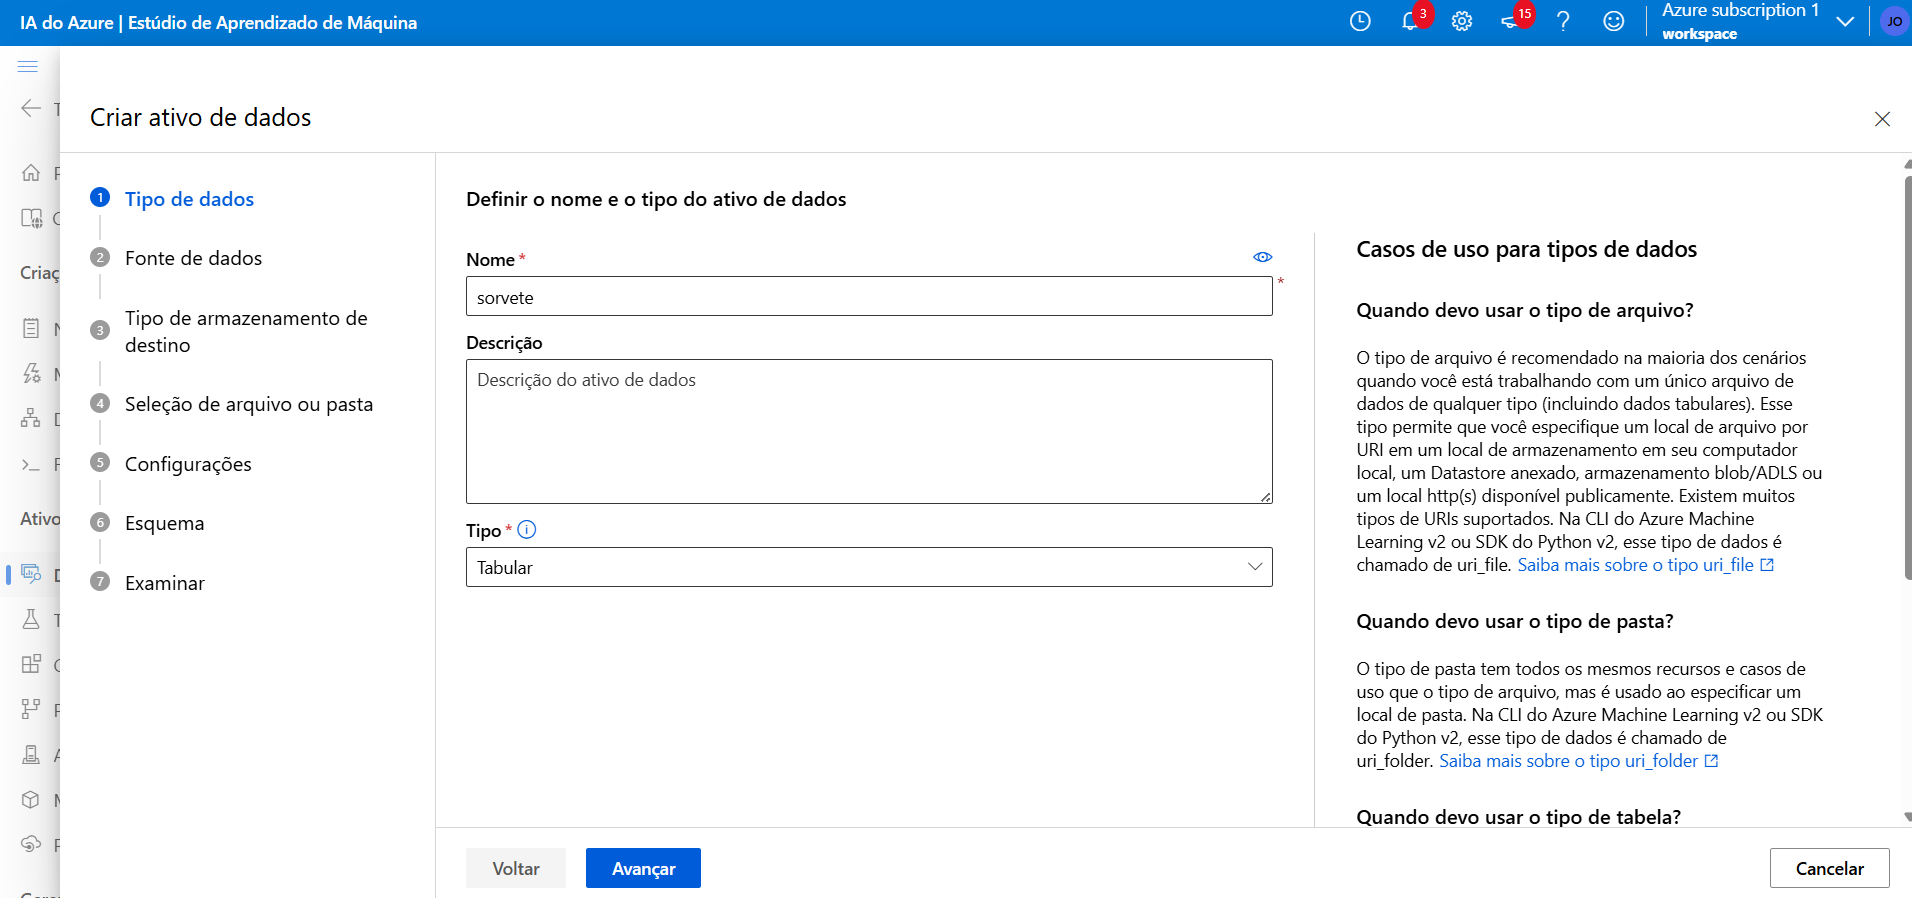 IA do Azure | Estúdio de Aprendizado de Máquina
3
15
Azure subscription 1
workspace
JO
Criar ativo de dados
Criaç
Ativo
1 Tipo de dados
2 Fonte de dados
3 Tipo de armazenamento de
destino
4 Seleção de arquivo ou pasta
5 Configurações
6 Esquema
7 Examinar
Definir o nome e o tipo do ativo de dados
Nome *
sorvete
*
Descrição
Descrição do ativo de dados
Tipo *
Tabular
Casos de uso para tipos de dados
Quando devo usar o tipo de arquivo?
O tipo de arquivo é recomendado na maioria dos cenários
quando você está trabalhando com um único arquivo de
dados de qualquer tipo (incluindo dados tabulares). Esse
tipo permite que você especifique um local de arquivo por
URI em um local de armazenamento em seu computador
local, um Datastore anexado, armazenamento blob/ADLS ou
um local http(s) disponível publicamente. Existem muitos
tipos de URIs suportados. Na CLI do Azure Machine
Learning v2 ou SDK do Python v2, esse tipo de dados é
chamado de uri_file. Saiba mais sobre o tipo uri_file
Quando devo usar o tipo de pasta?
O tipo de pasta tem todos os mesmos recursos e casos de
uso que o tipo de arquivo, mas é usado ao especificar um
local de pasta. Na CLI do Azure Machine Learning v2 ou SDK
do Python v2, esse tipo de dados é chamado de
uri_folder. Saiba mais sobre o tipo uri_folder
Quando devo usar o tipo de tabela?
Voltar
Avançar
Cancelar